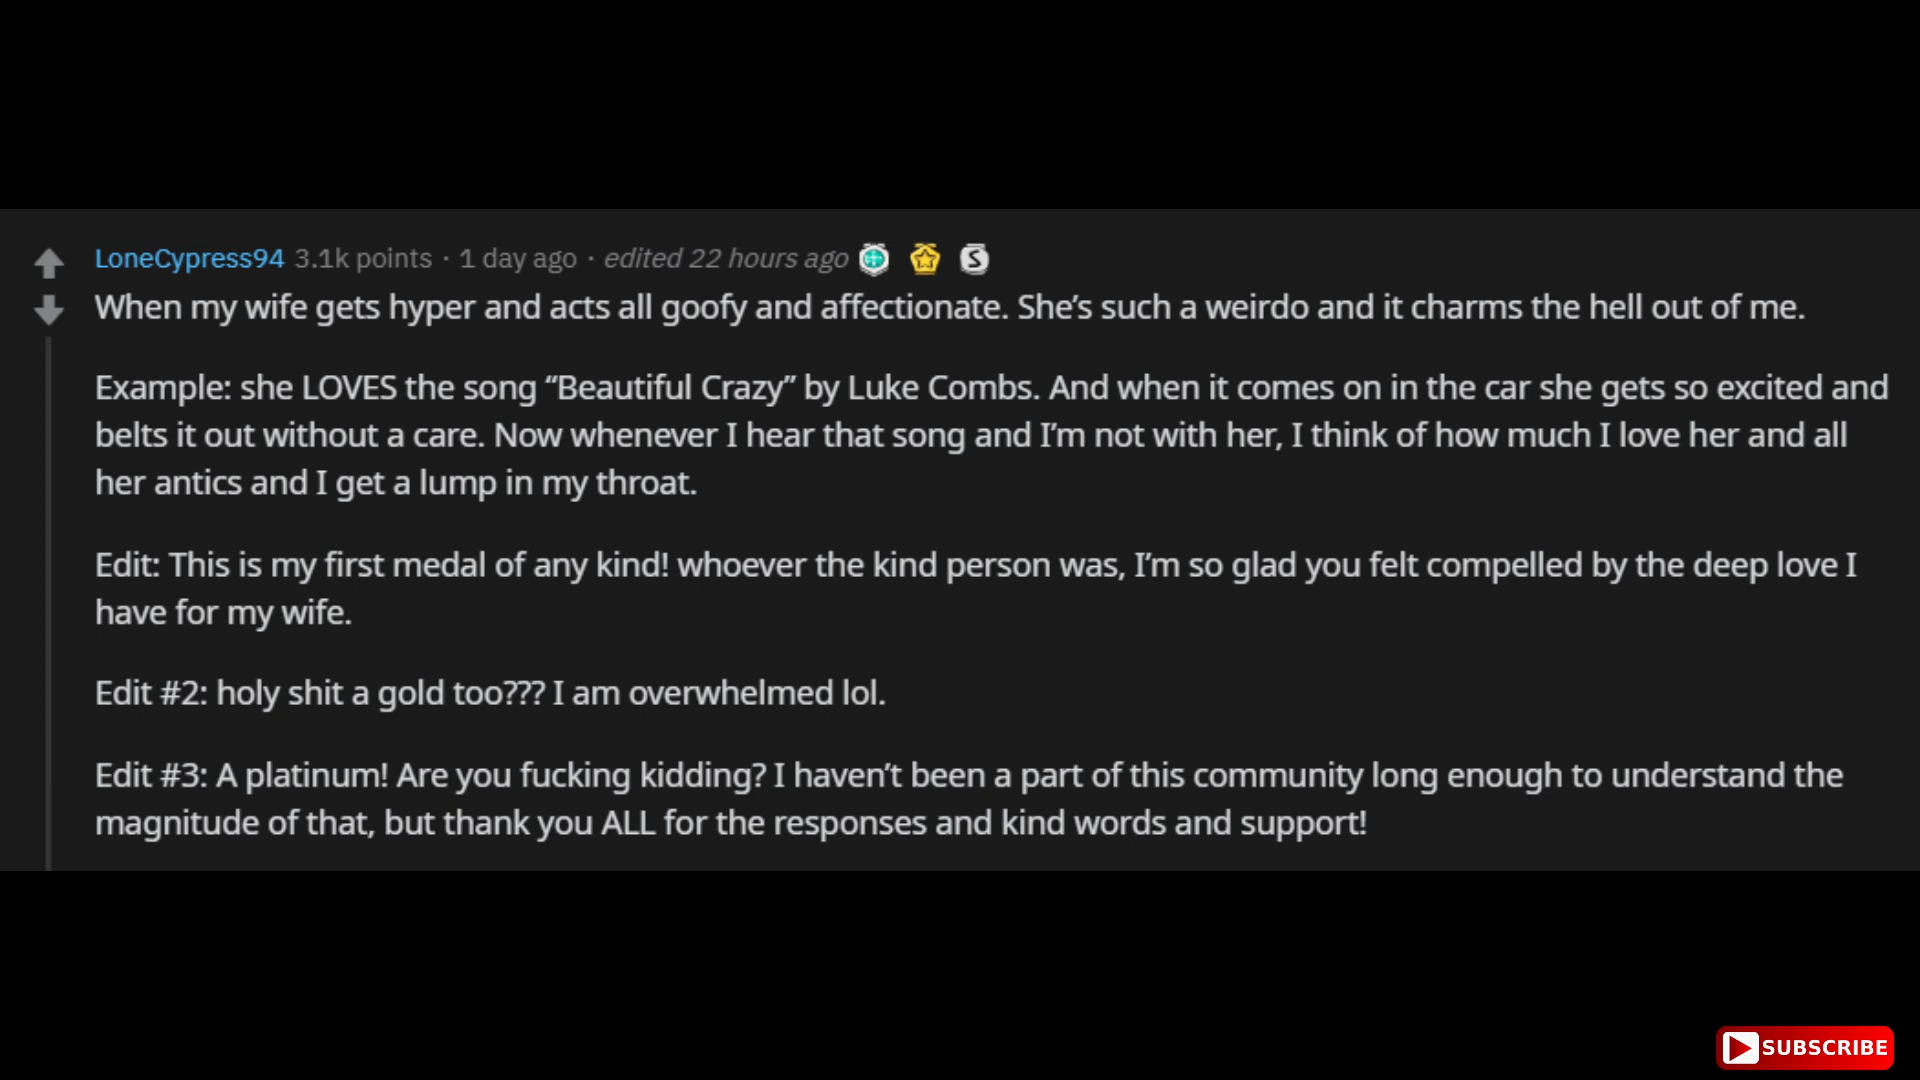 LoneCypress94 3.1k points · 1 day ago · edited 22 hours ago S
When my wife gets hyper and acts all goofy and affectionate. She’s such a weirdo and it charms the hell out of me.
Example: she LOVES the song “Beautiful Crazy” by Luke Combs. And when it comes on in the car she gets so excited and
belts it out without a care. Now whenever I hear that song and I’m not with her, I think of how much I love her and all
her antics and I get a lump in my throat.
Edit: This is my first medal of any kind! whoever the kind person was, I’m so glad you felt compelled by the deep love I
have for my wife.
Edit #2: holy shit a gold too??? I am overwhelmed lol.
Edit #3: A platinum! Are you fucking kidding? I haven’t been a part of this community long enough to understand the
magnitude of that, but thank you ALL for the responses and kind words and support!
SUBSCRIBE